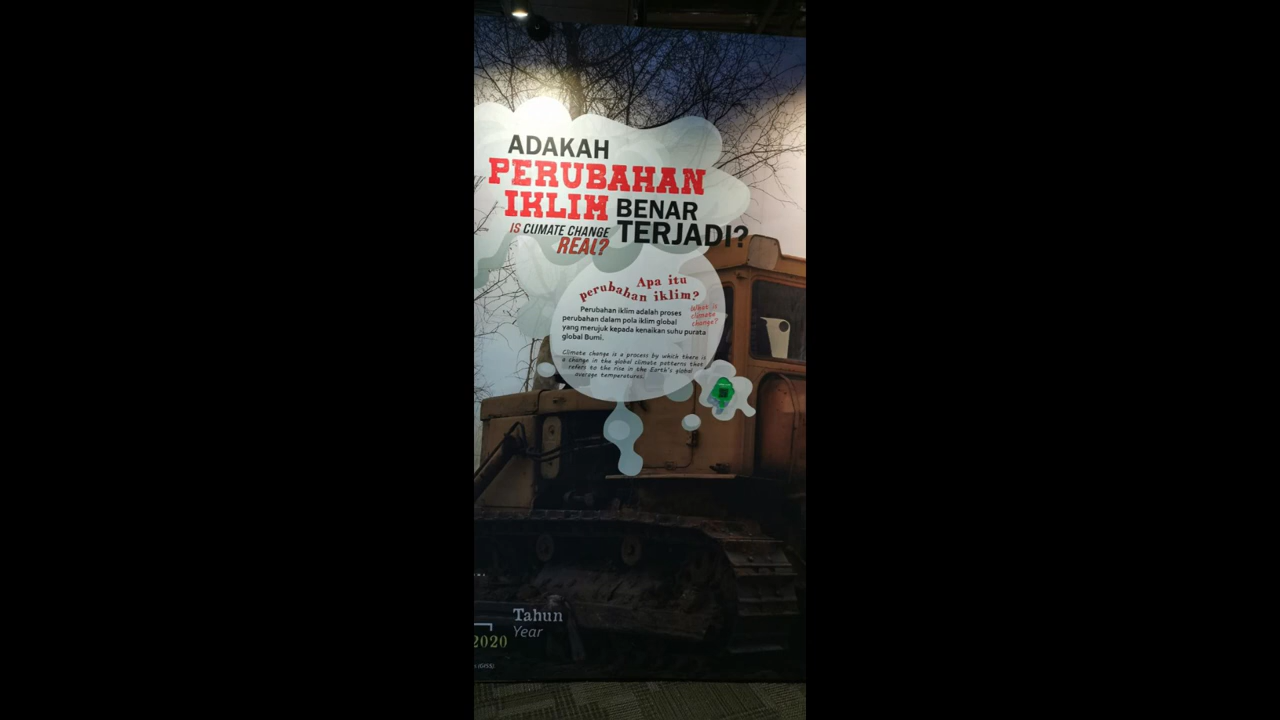 ADAKAH
PERUBAHAN
IKLIM BENAR
TERJADI?
IS CLIMATE CHANGE
REAL?
Apa itu
perubahan iklim?
What is
climate
change?
Perubahan iklim adalah proses
perubahan dalam pola iklim global
yang merujuk kepada kenaikan suhu purata
global Bumi.
Climate change is a process by which there is
a change in the global climate patterns that
refers to the rise in the Earth's global
average temperatures.
Tahun
Year
2020